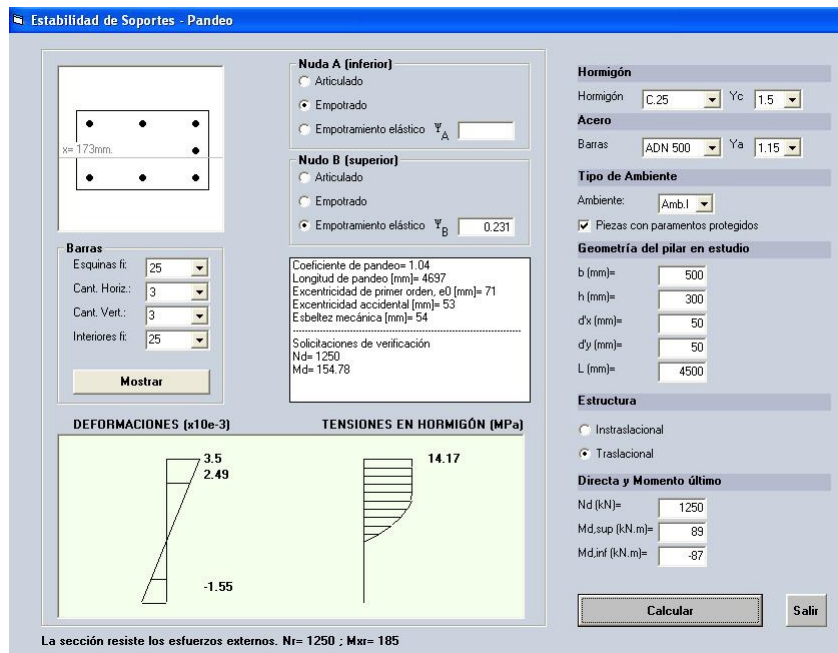 Estabilidad de Soportes - Pandeo
x= 173mm.
Nuda A (inferior)
Articulado
Empotrado
Empotramiento elástico Ψ A
Nudo B (superior)
Articulado
Empotrado
Empotramiento elástico Ψ B 0.231
Barras
Esquinas fi: 25
Cant. Horiz.: 3
Cant. Vert.: 3
Interiores fi: 25
Mostrar
Coeficiente de pandeo= 1.04
Longitud de pandeo [mm]= 4697
Excentricidad de primer orden, e0 [mm]= 71
Excentricidad accidental [mm]= 53
Esbeltez mecánica [mm]= 54
Solicitaciones de verificación
Nd= 1250
Md= 154.78
DEFORMACIONES (x10e-3)
3.5
2.49
-1.55
TENSIONES EN HORMIGÓN (MPa)
14.17
Hormigón
Hormigón C.25 Yc 1.5
Acero
Barras ADN 500 Ya 1.15
Tipo de Ambiente
Ambiente: Amb.I
Piezas con paramentos protegidos
Geometría del pilar en estudio
b (mm)= 500
h (mm)= 300
d'x (mm)= 50
d'y (mm)= 50
L (mm)= 4500
Estructura
Instraslacional
Traslacional
Directa y Momento último
Nd (kN)= 1250
Md,sup (kN.m)= 89
Md,inf (kN.m)= -87
Calcular
Salir
La sección resiste los esfuerzos externos. Nr= 1250 ; Mxr= 185